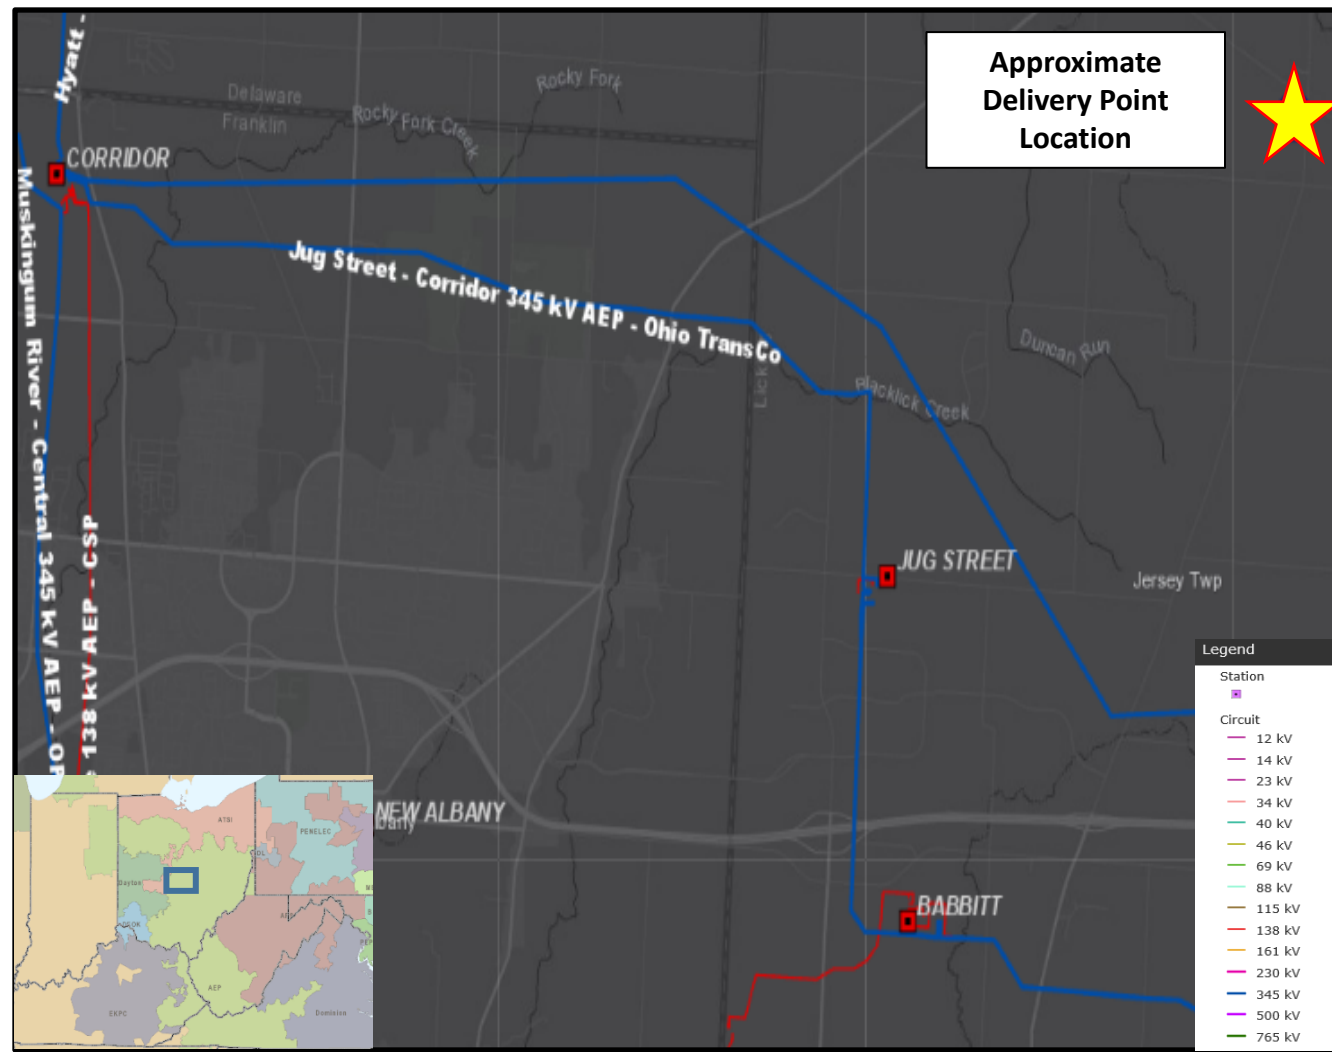 Approximate
Delivery Point
Location
Hyatt -
Delaware
Franklin
Rocky Fork Creek
Rocky Fork
CORRIDOR
Muskingum River - Central 345 kV AEP - OP
138 kV AEP - CSP
Jug Street - Corridor 345 kV AEP - Ohio TransCo
Lick
Duncan Run
Blacklick Creek
JUG STREET
Jersey Twp
NEW ALBANY
bany
BABBITT
Legend
Station
Circuit
12 kV
14 kV
23 kV
34 kV
40 kV
46 kV
69 kV
88 kV
115 kV
138 kV
161 kV
230 kV
345 kV
500 kV
765 kV
ATSI
PENELEC
Dayton
DEOK
AEP
EKPC
Dominion